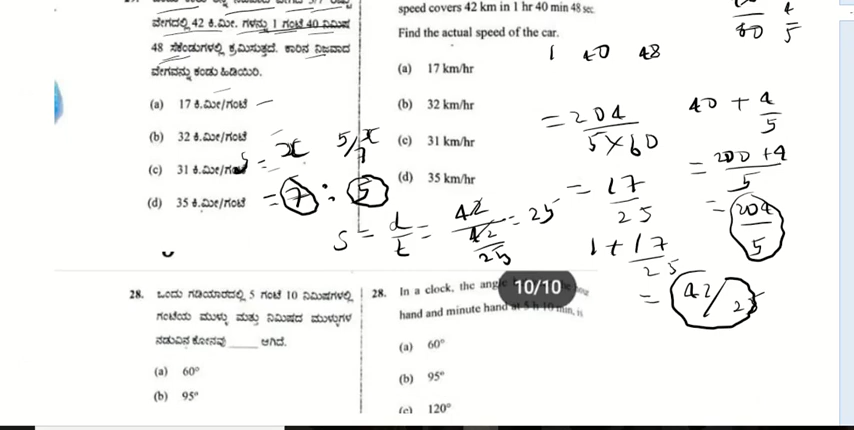 ವೇಗದಲ್ಲಿ 42 ಕಿ.ಮೀ. ಗಳನ್ನು 1 ಗಂಟೆ 40 ನಿಮಿಷ
48 ಸೆಕೆಂಡುಗಳಲ್ಲಿ ಕ್ರಮಿಸುತ್ತದೆ. ಕಾರಿನ ನಿಜವಾದ
ವೇಗವನ್ನು ಕಂಡು ಹಿಡಿಯಿರಿ.
(a) 17 ಕಿ.ಮೀ/ಗಂಟೆ
(b) 32 ಕಿ.ಮೀ/ಗಂಟೆ
(c) 31 ಕಿ.ಮೀ/ಗಂಟೆ
(d) 35 ಕಿ.ಮೀ/ಗಂಟೆ
speed covers 42 km in 1 hr 40 min 48 sec.
Find the actual speed of the car.
(a) 17 km/hr
(b) 32 km/hr
(c) 31 km/hr
(d) 35 km/hr
1 40 48
= 204 / 5×60
= 17 / 25
1 + 17 / 25
= 42 / 25
40 + 4 / 5
= 200 + 4 / 5
= 204 / 5
4 / 5
S = x 5/7 x
= 7 : 5
S = d / t = 42 / 42 / 25 = 25
28. ಒಂದು ಗಡಿಯಾರದಲ್ಲಿ 5 ಗಂಟೆ 10 ನಿಮಿಷಗಳಲ್ಲಿ
ಗಂಟೆಯ ಮುಳ್ಳು ಮತ್ತು ನಿಮಿಷದ ಮುಳ್ಳುಗಳ
ನಡುವಿನ ಕೋನವು _____ ಆಗಿದೆ.
(a) 60°
(b) 95°
28. In a clock, the
hand and minute hand at 5 h 10 min, is
(a) 60°
(b) 95°
(c) 120°
10/10